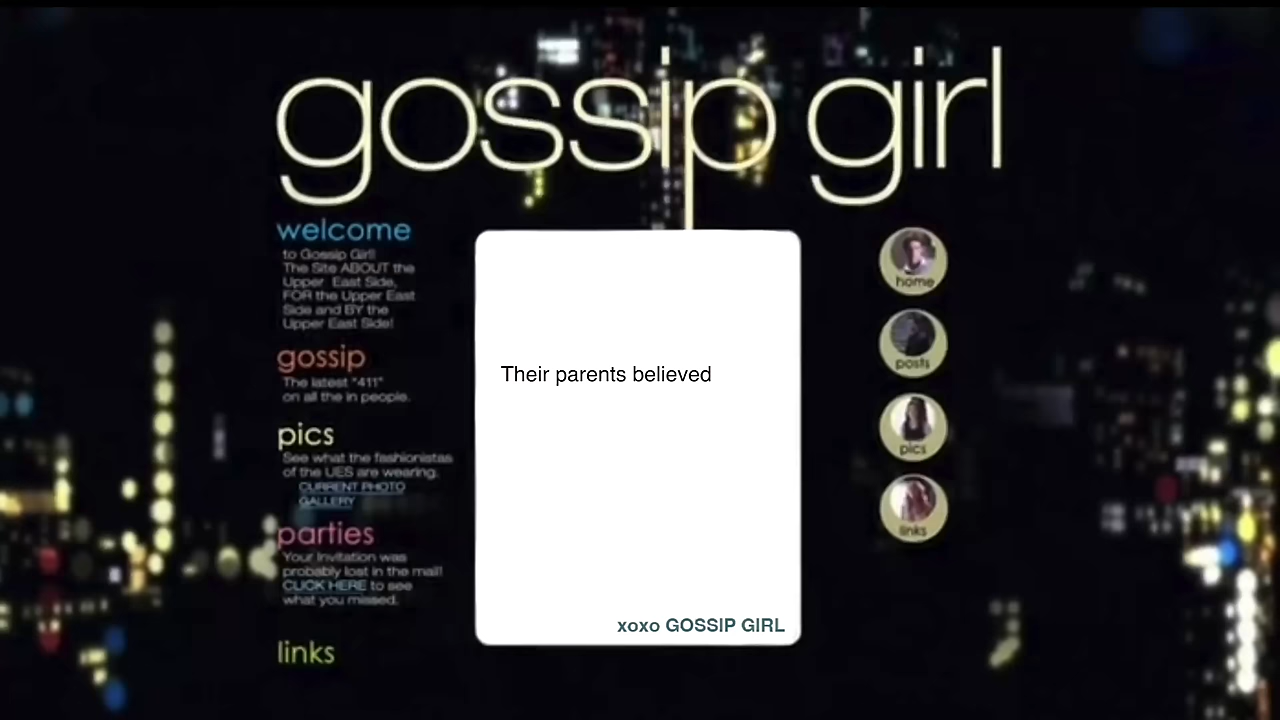 gossip girl
welcome
to Gossip Girl!
The Site ABOUT the
Upper East Side,
FOR the Upper East
Side and BY the
Upper East Side!
gossip
The latest "411"
on all the in people.
pics
See what the fashionistas
of the UES are wearing.
CURRENT PHOTO
GALLERY
parties
Your Invitation was
probably lost in the mail!
CLICK HERE to see
what you missed.
links
Their parents believed
xoxo GOSSIP GIRL
home
posts
pics
links